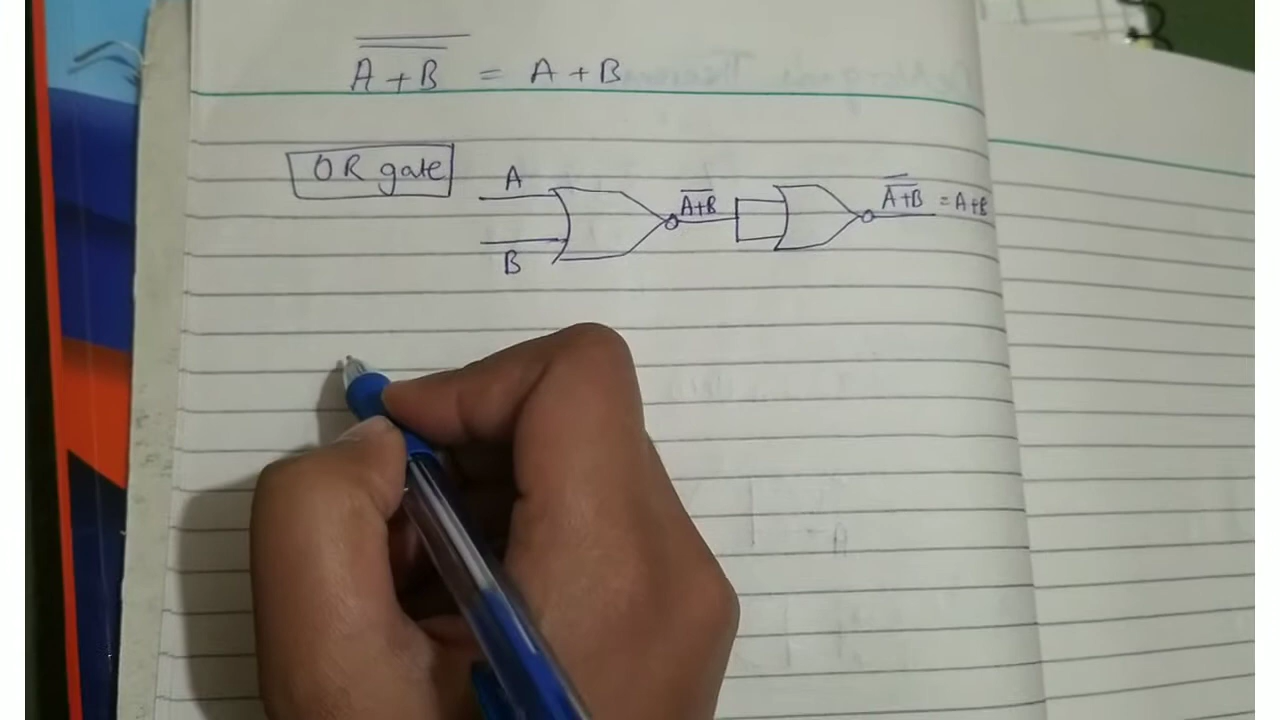 A̿+̿B̿ = A + B
OR gate
A
B
A̅+̅B̅
A̿+̿B̿ = A+B